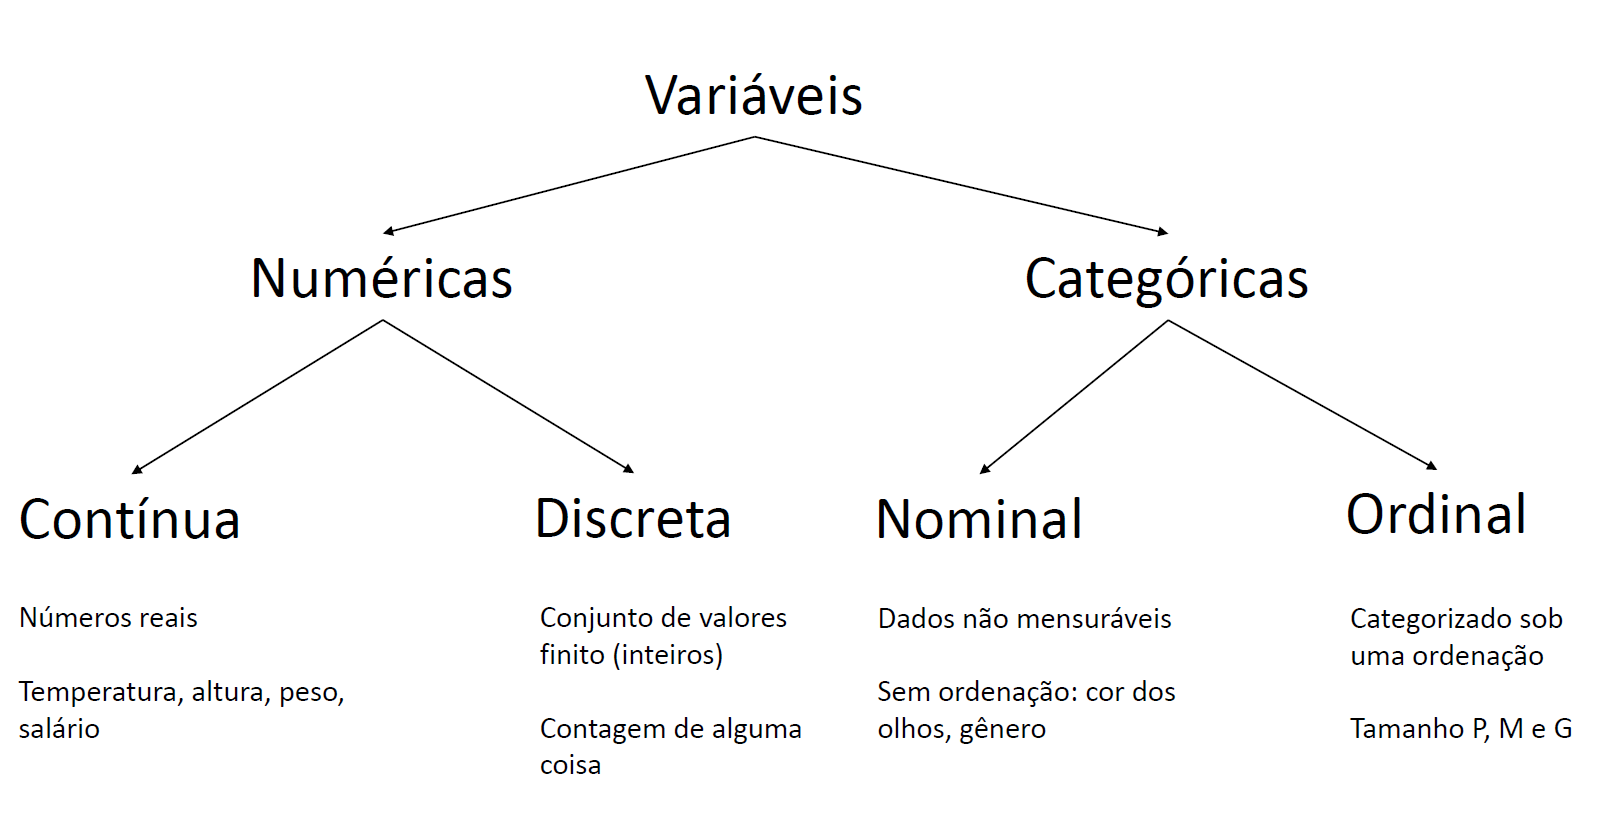 Variáveis
Numéricas
Categóricas
Contínua
Discreta
Nominal
Ordinal
Números reais
Temperatura, altura, peso,
salário
Conjunto de valores
finito (inteiros)
Contagem de alguma
coisa
Dados não mensuráveis
Sem ordenação: cor dos
olhos, gênero
Categorizado sob
uma ordenação
Tamanho P, M e G